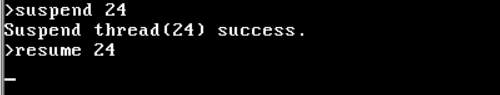 >suspend 24
Suspend thread(24) success.
>resume 24
_